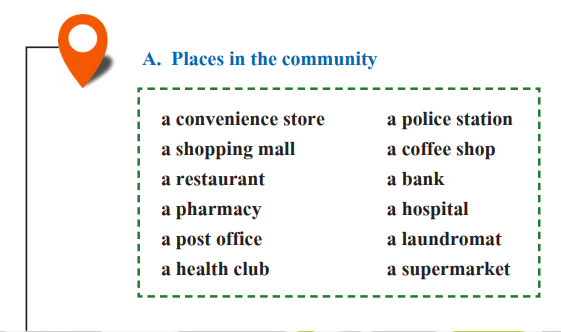 A. Places in the community
a convenience store
a shopping mall
a restaurant
a pharmacy
a post office
a health club
a police station
a coffee shop
a bank
a hospital
a laundromat
a supermarket